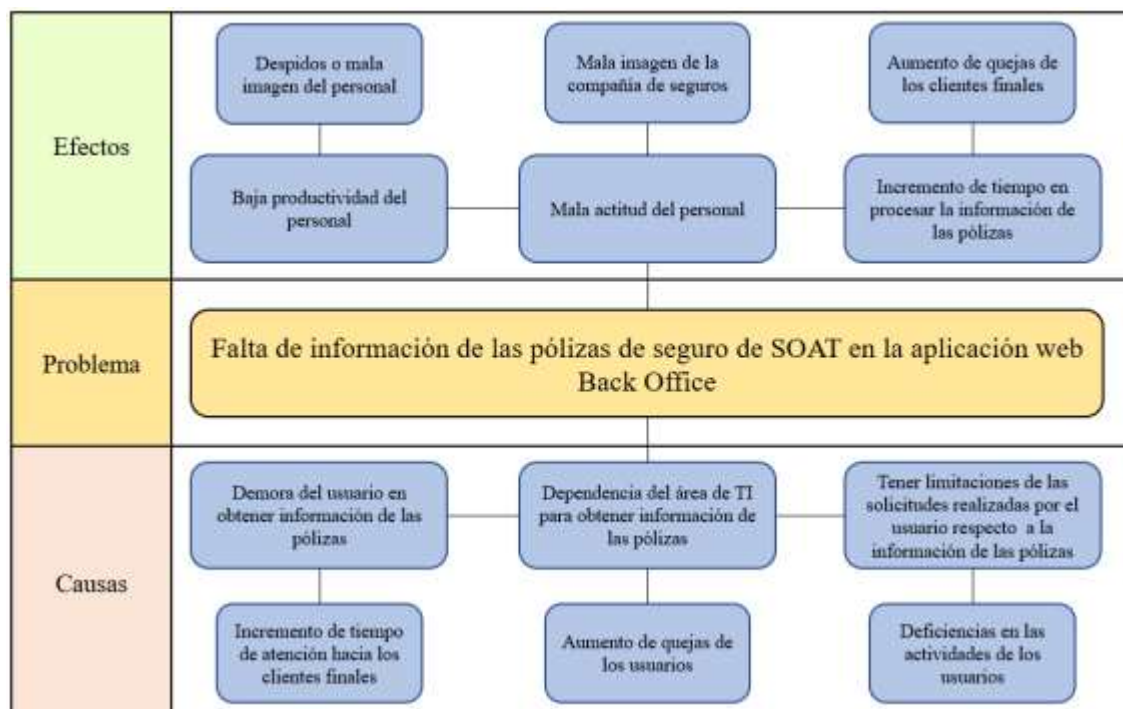 Efectos
Despidos o mala
imagen del personal
Mala imagen de la
compañía de seguros
Aumento de quejas de
los clientes finales
Baja productividad del
personal
Mala actitud del personal
Incremento de tiempo en
procesar la información de
las pólizas
Problema
Falta de información de las pólizas de seguro de SOAT en la aplicación web
Back Office
Causas
Demora del usuario en
obtener información de las
pólizas
Dependencia del área de TI
para obtener información de
las pólizas
Tener limitaciones de las
solicitudes realizadas por el
usuario respecto a la
información de las pólizas
Incremento de tiempo
de atención hacia los
clientes finales
Aumento de quejas de
los usuarios
Deficiencias en las
actividades de los
usuarios